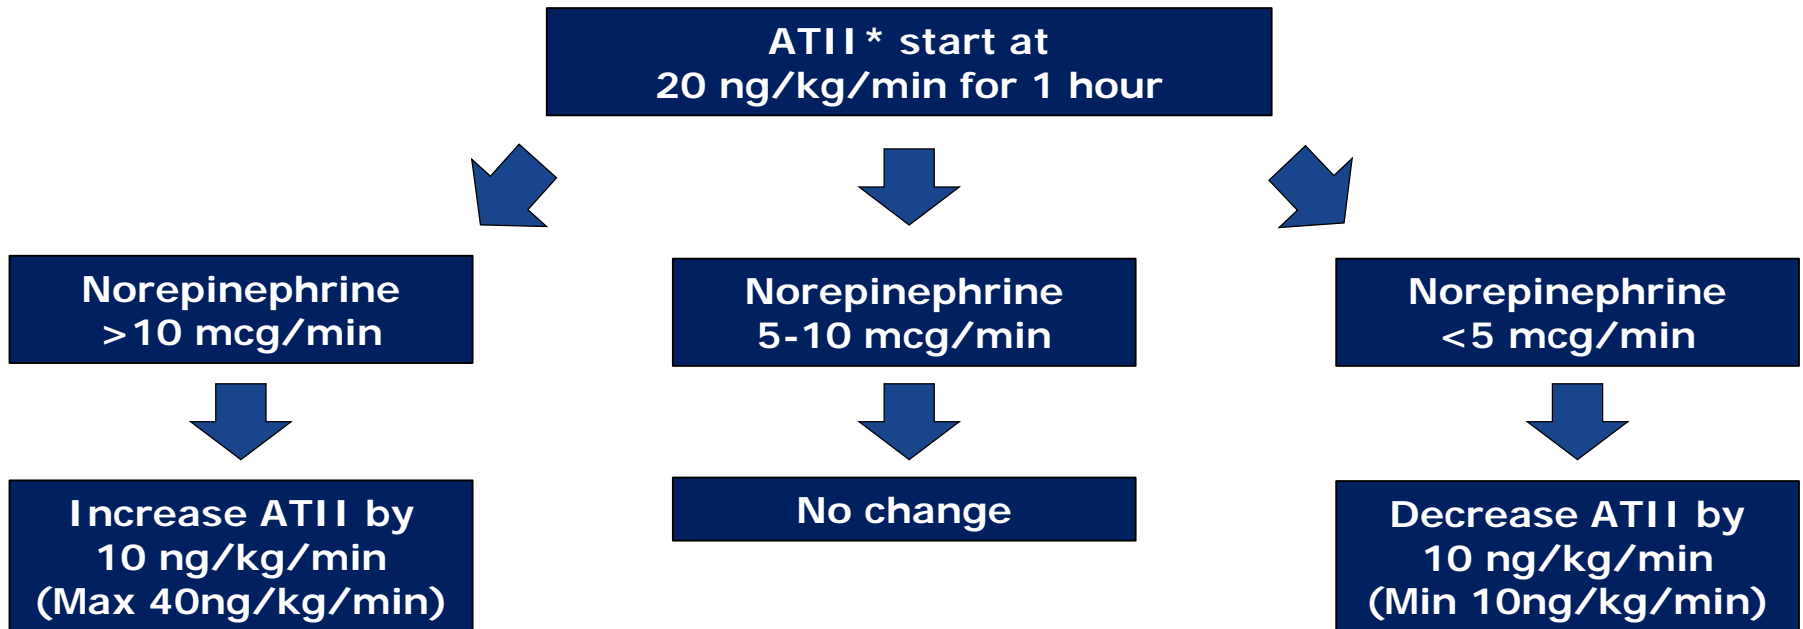 ATII* start at
20 ng/kg/min for 1 hour
Norepinephrine
>10 mcg/min
Norepinephrine
5-10 mcg/min
Norepinephrine
<5 mcg/min
Increase ATII by
10 ng/kg/min
(Max 40ng/kg/min)
No change
Decrease ATII by
10 ng/kg/min
(Min 10ng/kg/min)